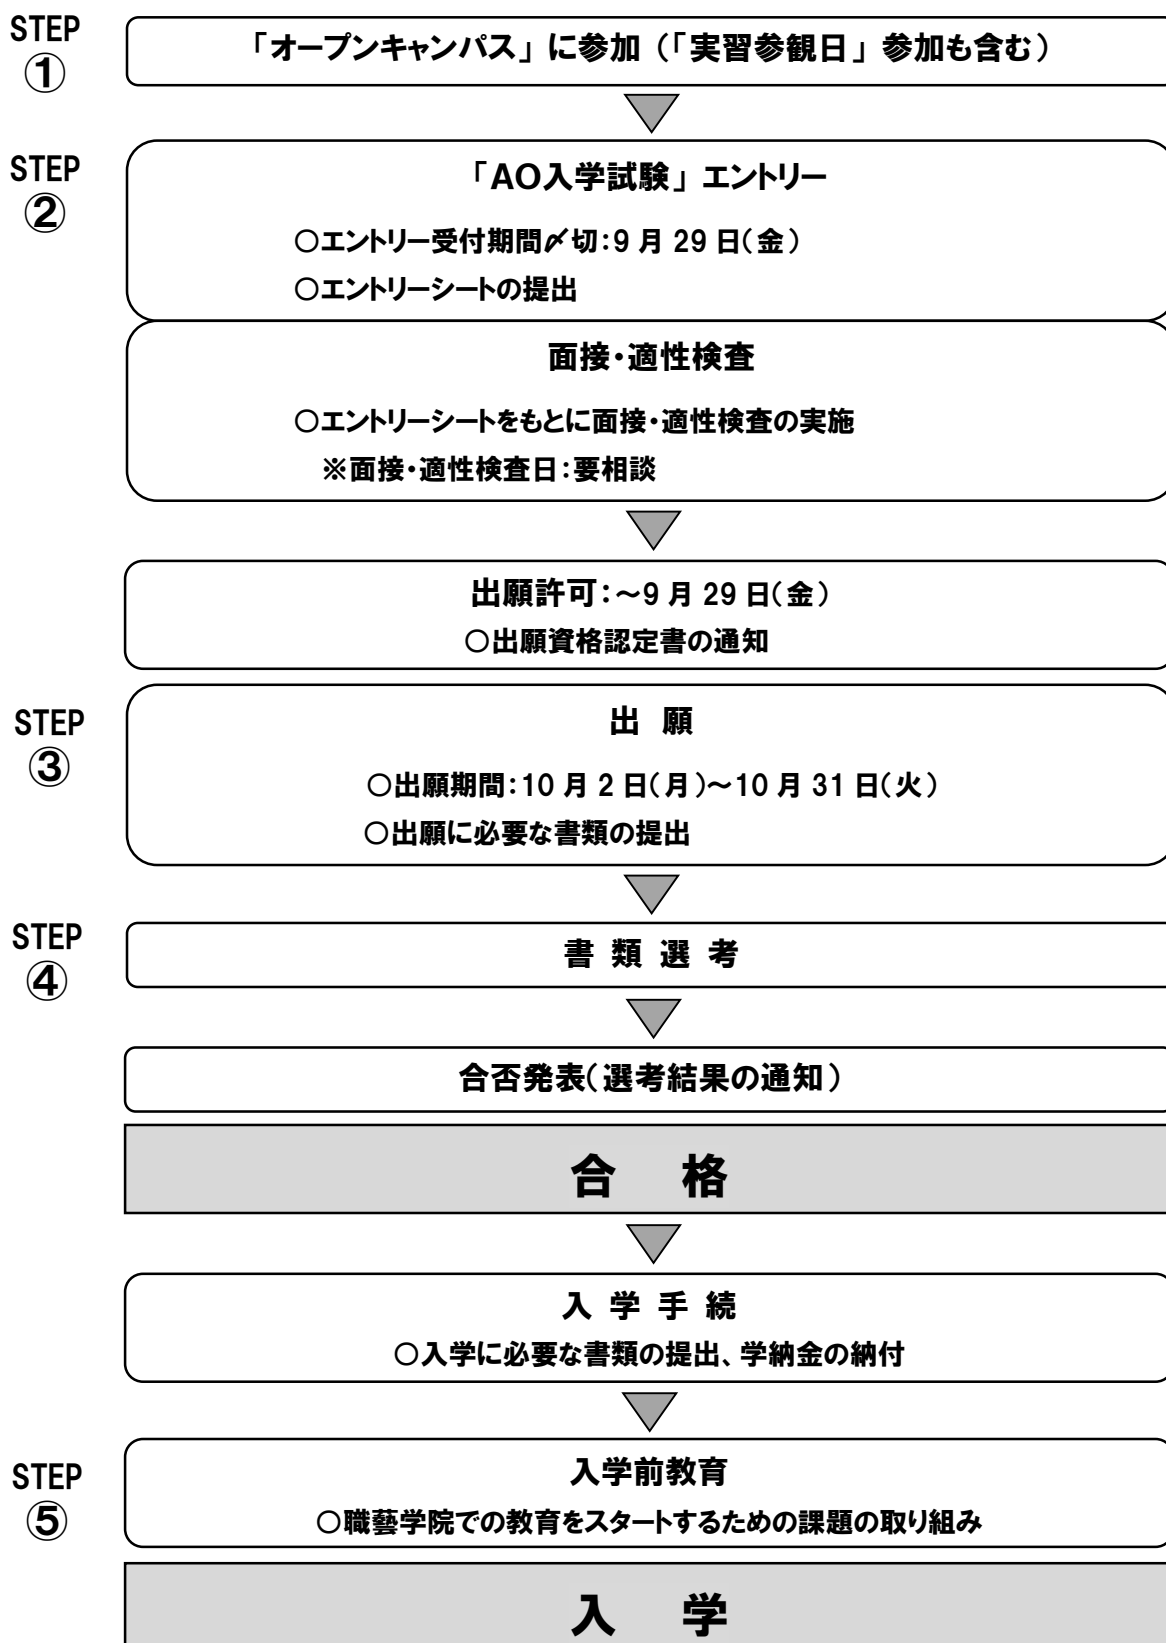 STEP
①
「オープンキャンパス」に参加（「実習参観日」参加も含む）
STEP
②
「AO入学試験」エントリー
○エントリー受付期間〆切：9月29日（金）
○エントリーシートの提出
面接・適性検査
○エントリーシートをもとに面接・適性検査の実施
※面接・適性検査日：要相談
出願許可：～9月29日（金）
○出願資格認定書の通知
STEP
③
出 願
○出願期間：10月2日（月）～10月31日（火）
○出願に必要な書類の提出
STEP
④
書 類 選 考
合否発表（選考結果の通知）
合 格
入 学 手 続
○入学に必要な書類の提出、学納金の納付
STEP
⑤
入学前教育
○職藝学院での教育をスタートするための課題の取り組み
入 学